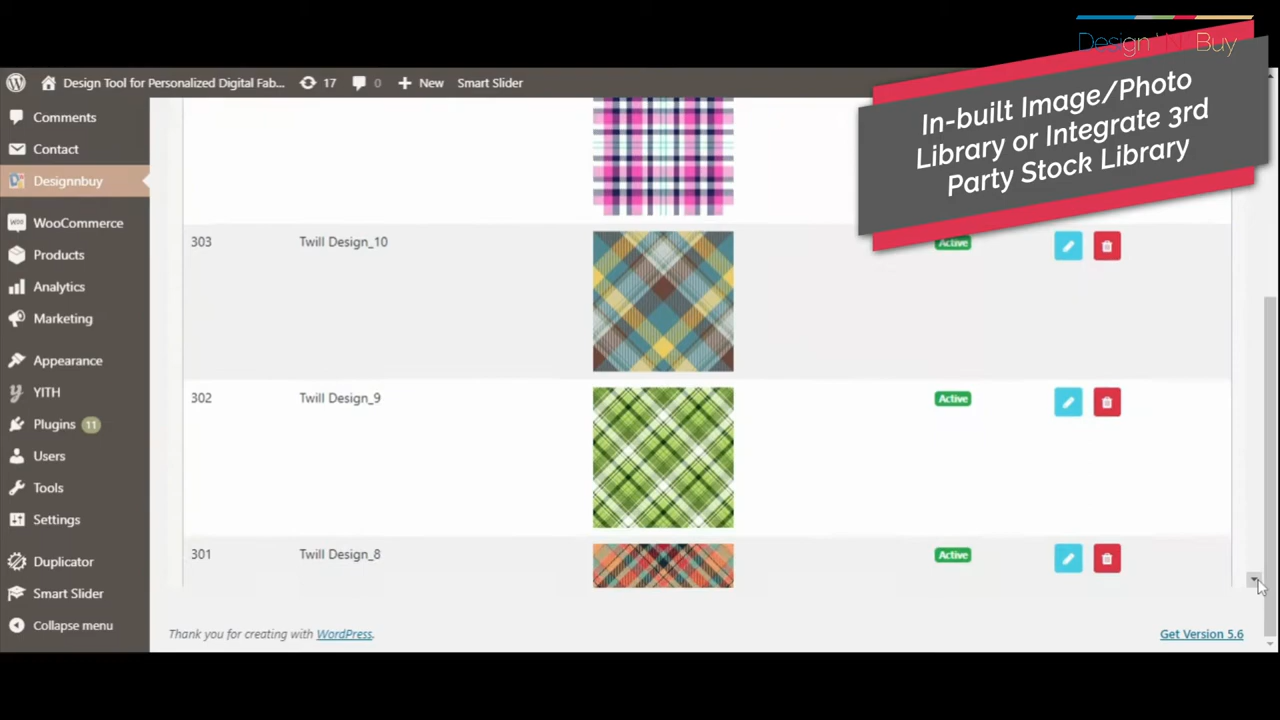 Design 'N' Buy
In-built Image/Photo
Library or Integrate 3rd
Party Stock Library
Design Tool for Personalized Digital Fab...
17
0
New
Smart Slider
Comments
Contact
Designnbuy
WooCommerce
Products
Analytics
Marketing
Appearance
YITH
Plugins 11
Users
Tools
Settings
Duplicator
Smart Slider
Collapse menu
303 Twill Design_10 Active
302 Twill Design_9 Active
301 Twill Design_8 Active
Thank you for creating with WordPress.
Get Version 5.6